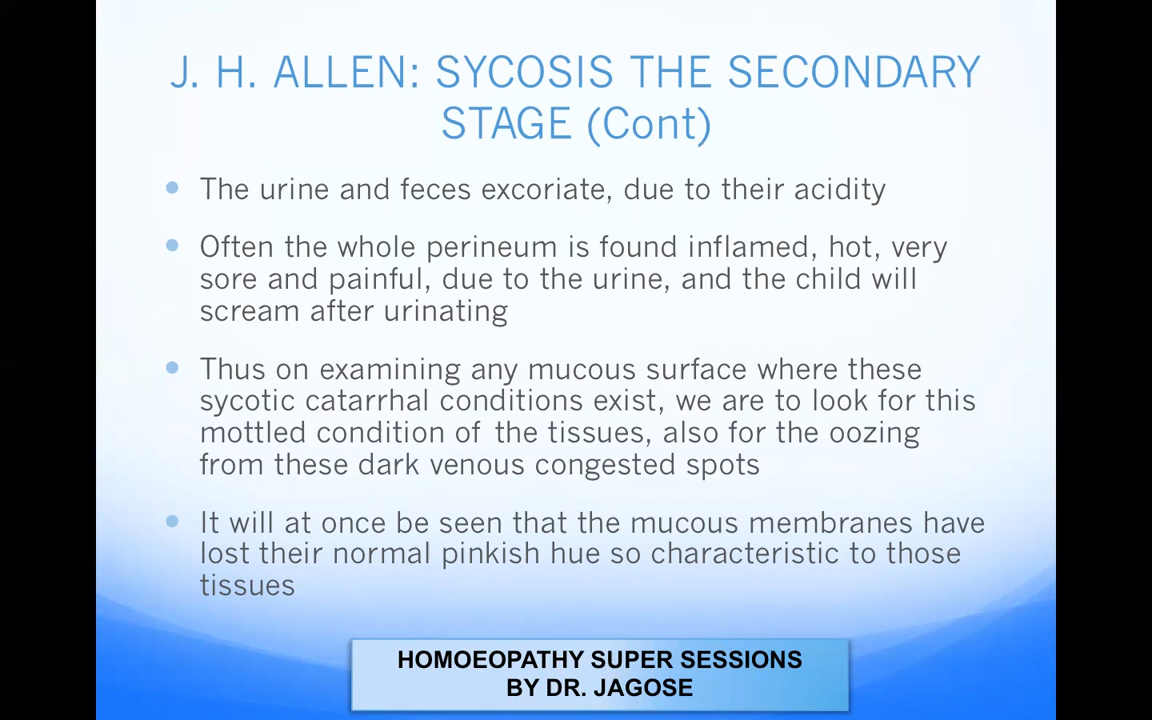 J. H. ALLEN: SYCOSIS THE SECONDARY
STAGE (Cont)
• The urine and feces excoriate, due to their acidity
• Often the whole perineum is found inflamed, hot, very
sore and painful, due to the urine, and the child will
scream after urinating
• Thus on examining any mucous surface where these
sycotic catarrhal conditions exist, we are to look for this
mottled condition of the tissues, also for the oozing
from these dark venous congested spots
• It will at once be seen that the mucous membranes have
lost their normal pinkish hue so characteristic to those
tissues
HOMOEOPATHY SUPER SESSIONS
BY DR. JAGOSE